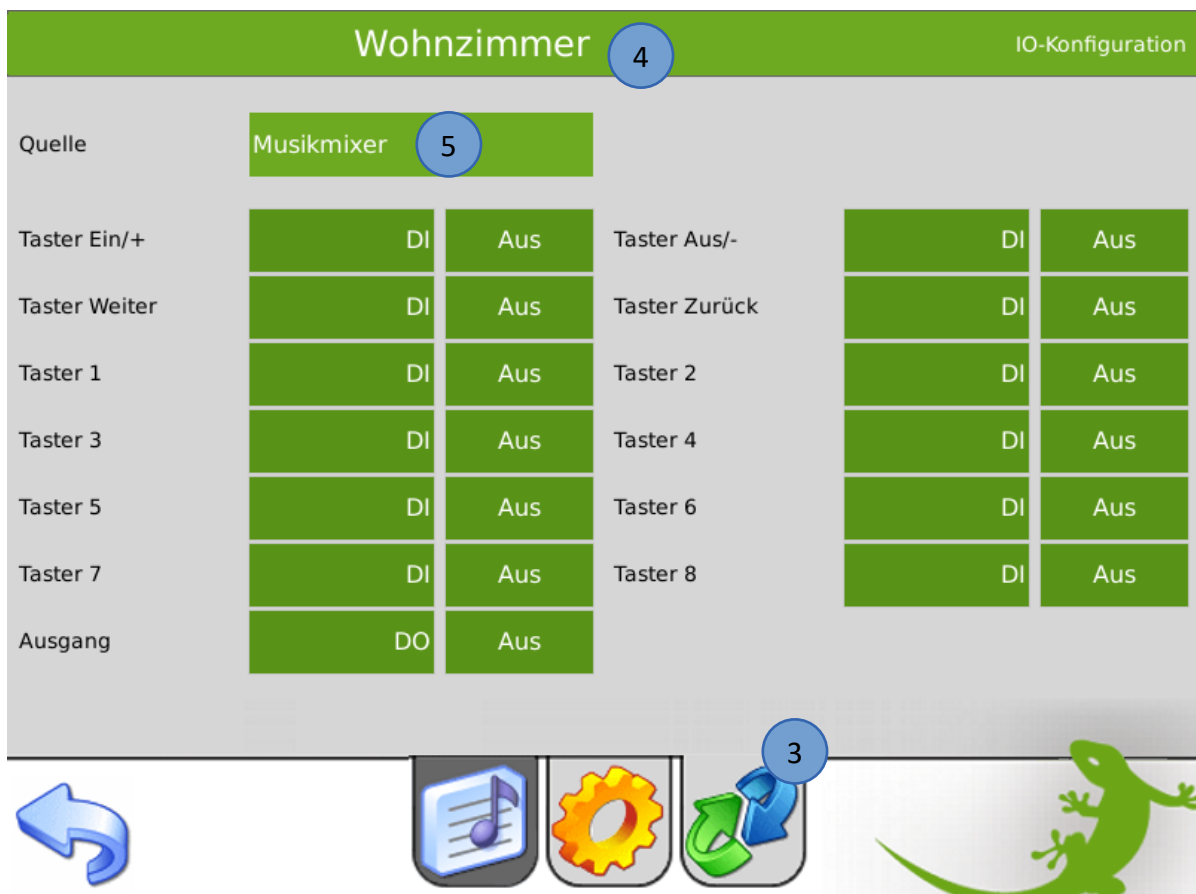 Wohnzimmer 4 IO-Konfiguration
Quelle Musikmixer 5
Taster Ein/+ DI Aus Taster Aus/- DI Aus
Taster Weiter DI Aus Taster Zurück DI Aus
Taster 1 DI Aus Taster 2 DI Aus
Taster 3 DI Aus Taster 4 DI Aus
Taster 5 DI Aus Taster 6 DI Aus
Taster 7 DI Aus Taster 8 DI Aus
Ausgang DO Aus
3